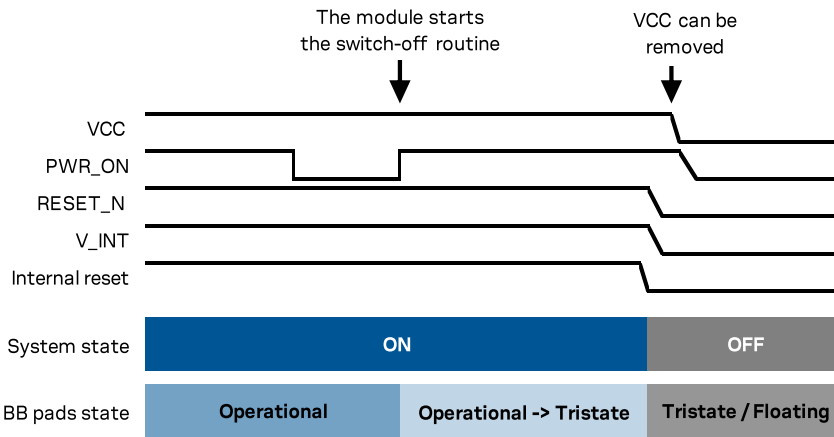 The module starts
the switch-off routine
VCC can be
removed
VCC
PWR_ON
RESET_N
V_INT
Internal reset
System state
ON
OFF
BB pads state
Operational
Operational -> Tristate
Tristate / Floating